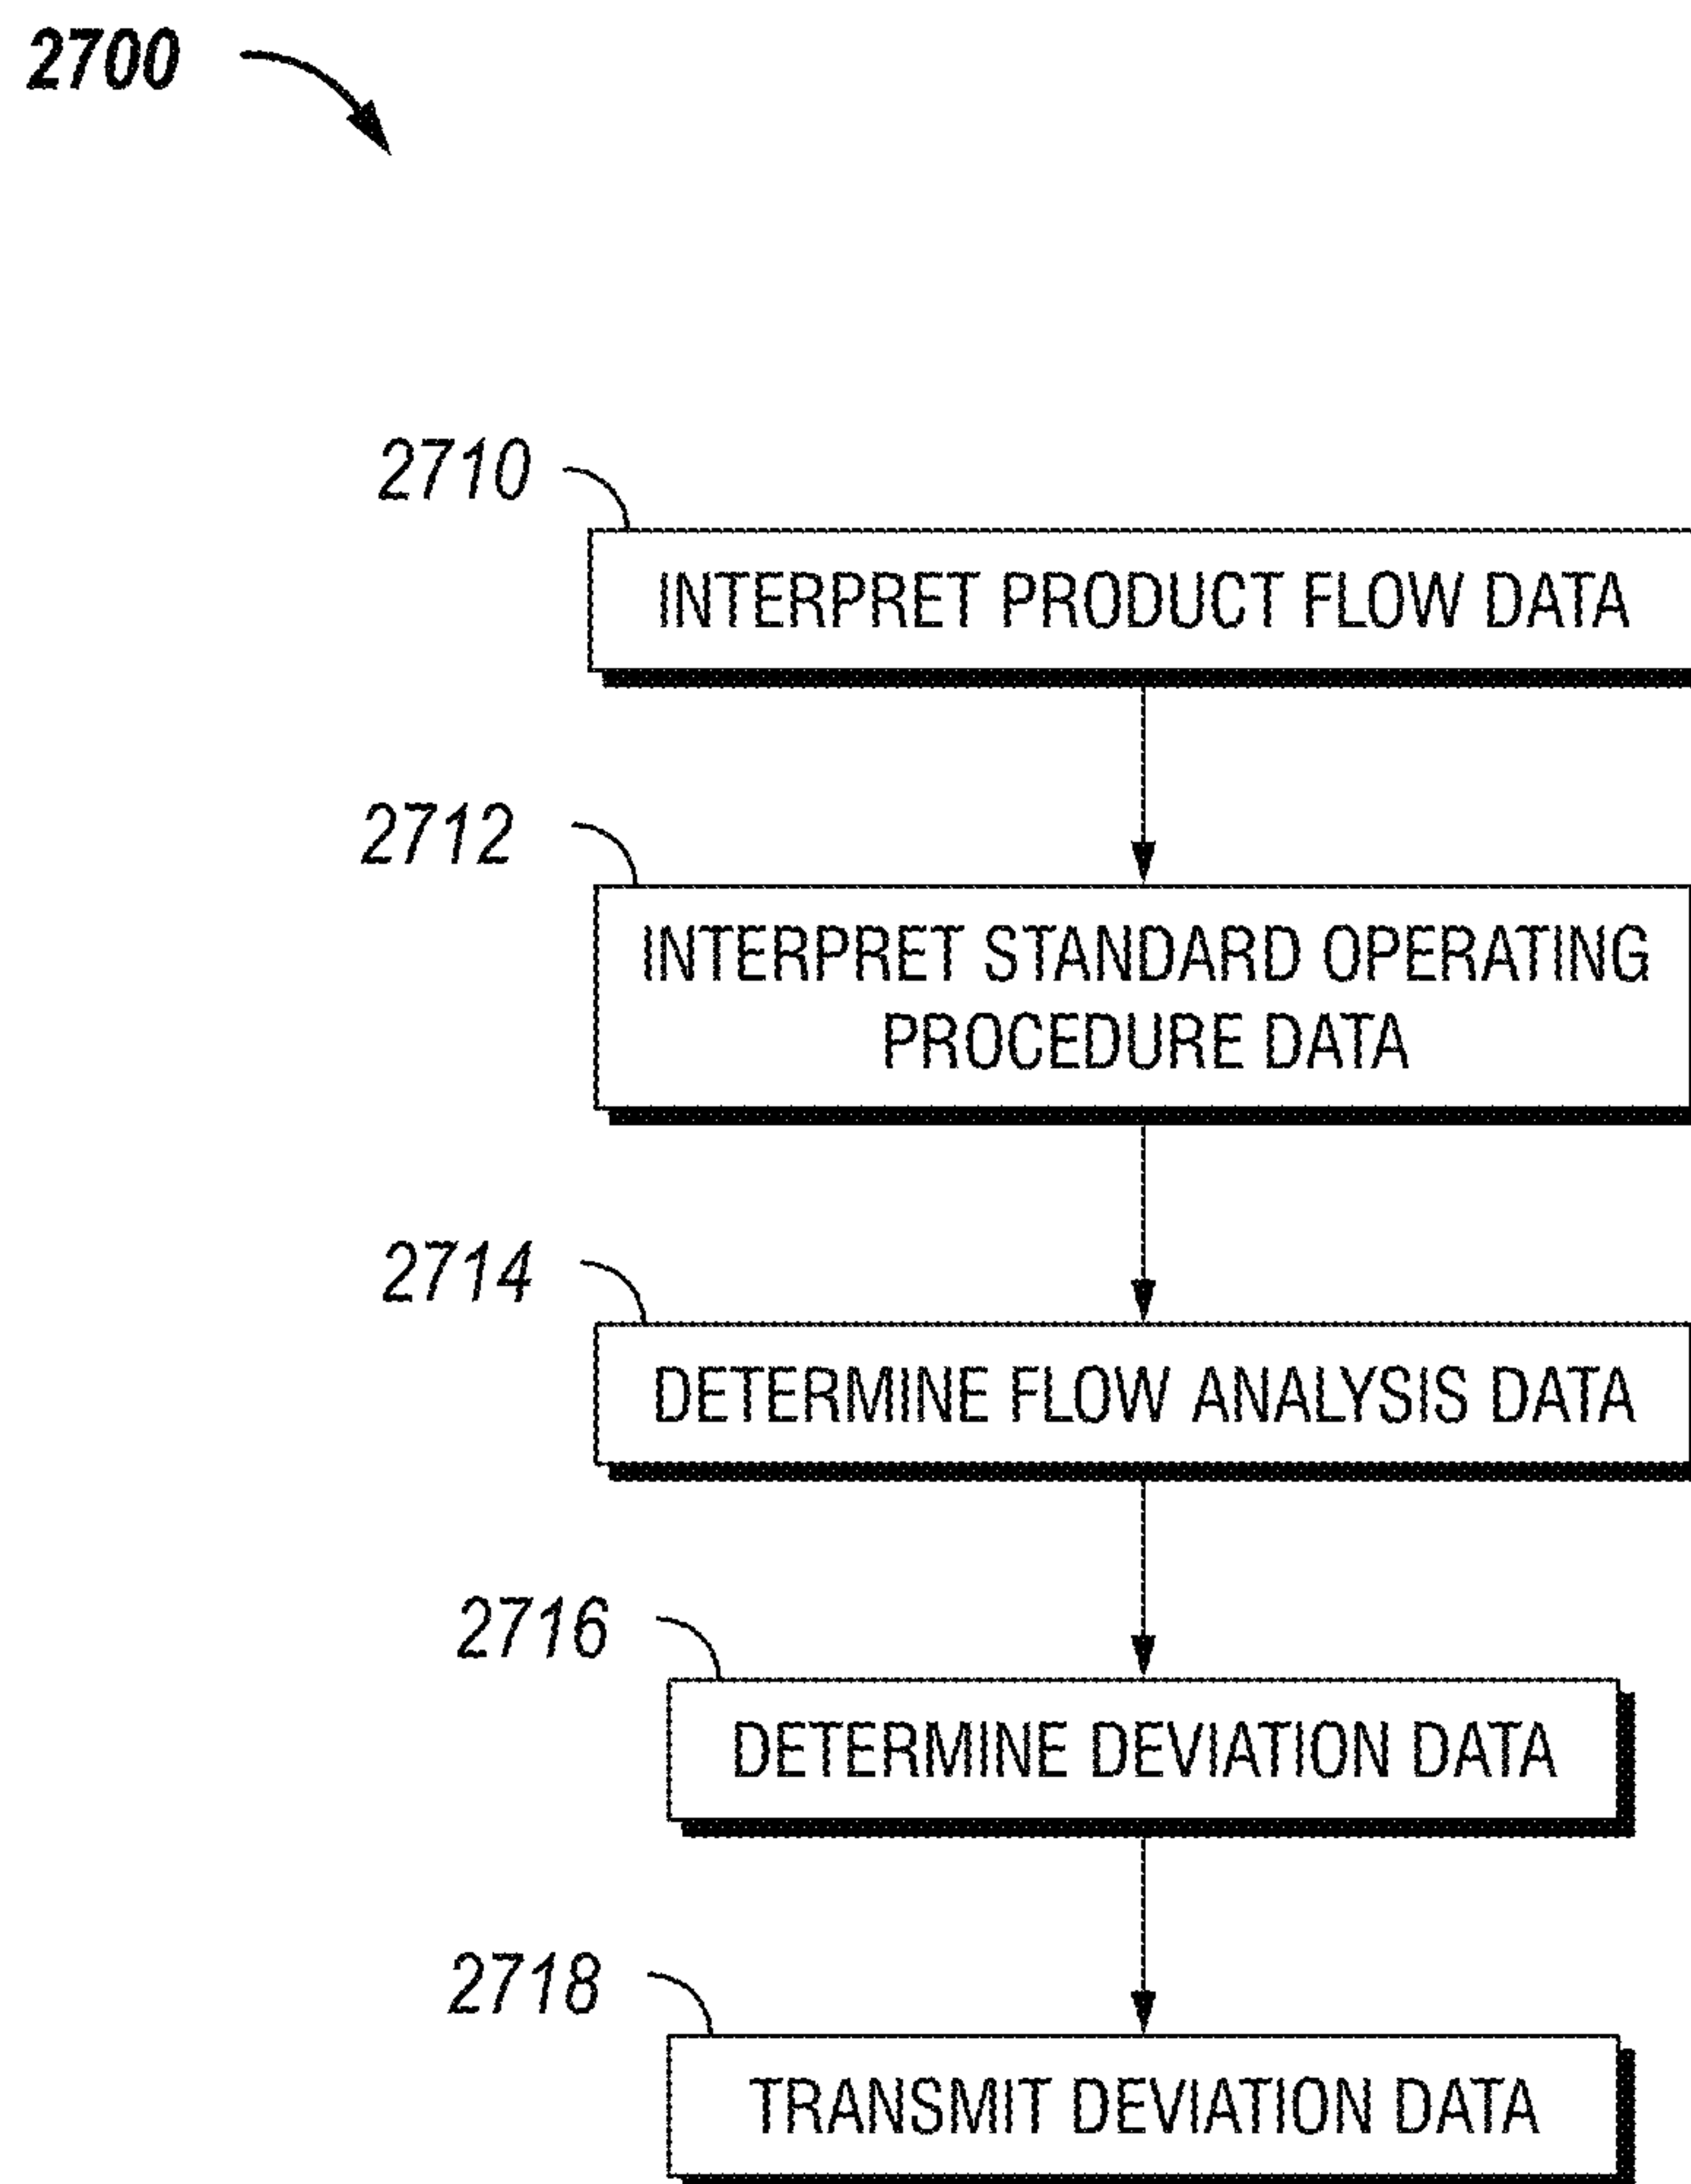 2700
2710
INTERPRET PRODUCT FLOW DATA
2712
INTERPRET STANDARD OPERATING
PROCEDURE DATA
2714
DETERMINE FLOW ANALYSIS DATA
2716
DETERMINE DEVIATION DATA
2718
TRANSMIT DEVIATION DATA